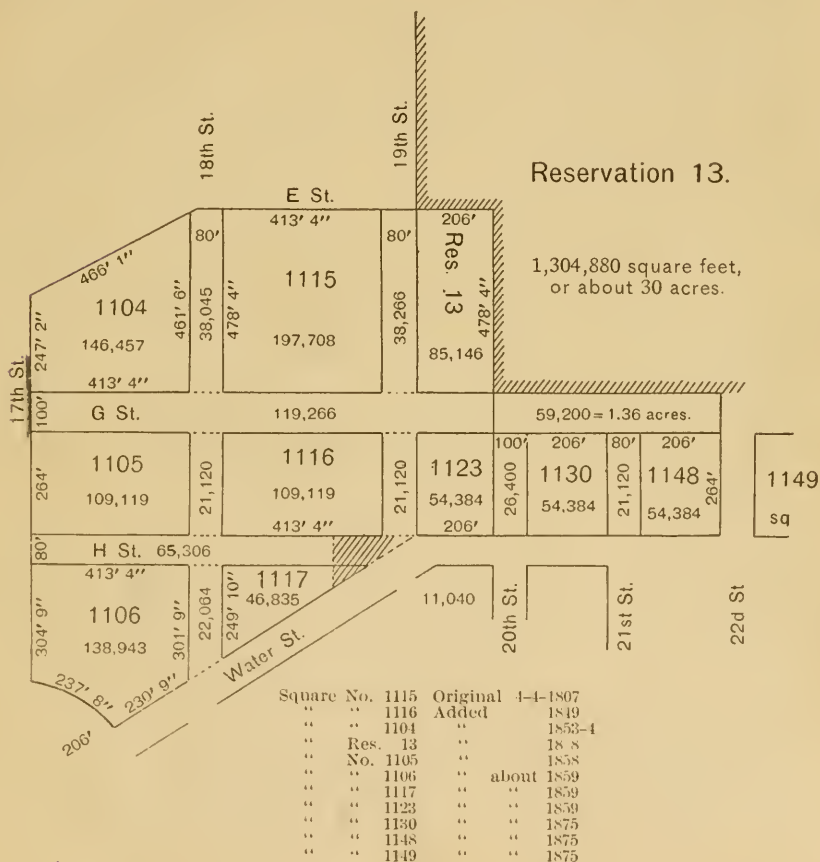 18th St.
19th St.
Reservation 13.
1,304,880 square feet,
or about 30 acres.
E St.
413' 4"
80'
80'
206'
466' 1"
1104
146,457
413' 4"
247' 2"
461' 6"
38,045
478' 4"
1115
197,708
38,266
Res. 13
478' 4"
85,146
17th St.
100'
G St.
119,266
59,200 = 1.36 acres.
264'
1105
109,119
21,120
1116
109,119
413' 4"
21,120
1123
54,384
206'
100'
26,400
206'
1130
54,384
80'
21,120
206'
1148
54,384
264'
1149
sq
80'
H St. 65,306
413' 4"
1106
138,943
304' 9"
301' 9"
22,064
249' 10"
1117
46,835
11,040
20th St.
21st St.
22d St
Water St.
237' 8"
230' 9"
206'
Square No. 1115 Original 4-4-1807
" " 1116 Added 1849
" " 1104 " 1853-4
" Res. 13 " 18 8
" No. 1105 " 1858
" " 1106 " about 1859
" " 1117 " " 1859
" " 1123 " " 1859
" " 1130 " " 1875
" " 1148 " " 1875
" " 1149 " " 1875